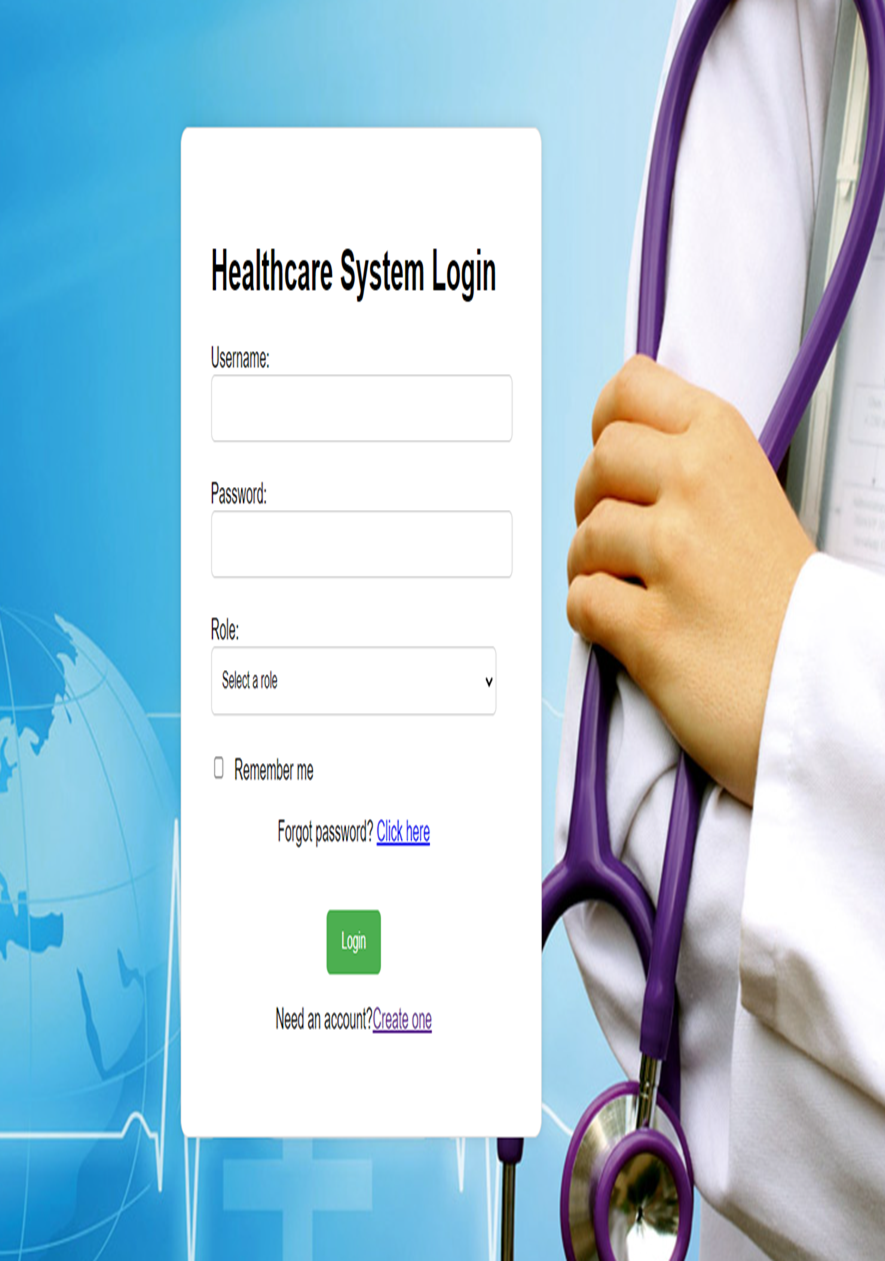 Healthcare System Login
Username:
Password:
Role:
Select a role
Remember me
Forgot password? Click here
Login
Need an account?Create one